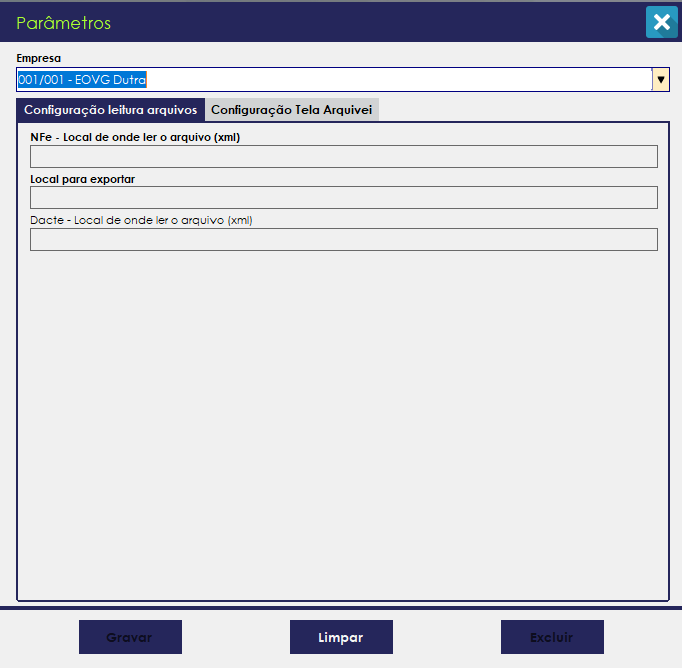 Parâmetros
Empresa
001/001 - EOVG Dutra
Configuração leitura arquivos
Configuração Tela Arquivei
NFe - Local de onde ler o arquivo (xml)
Local para exportar
Dacte - Local de onde ler o arquivo (xml)
Gravar
Limpar
Excluir